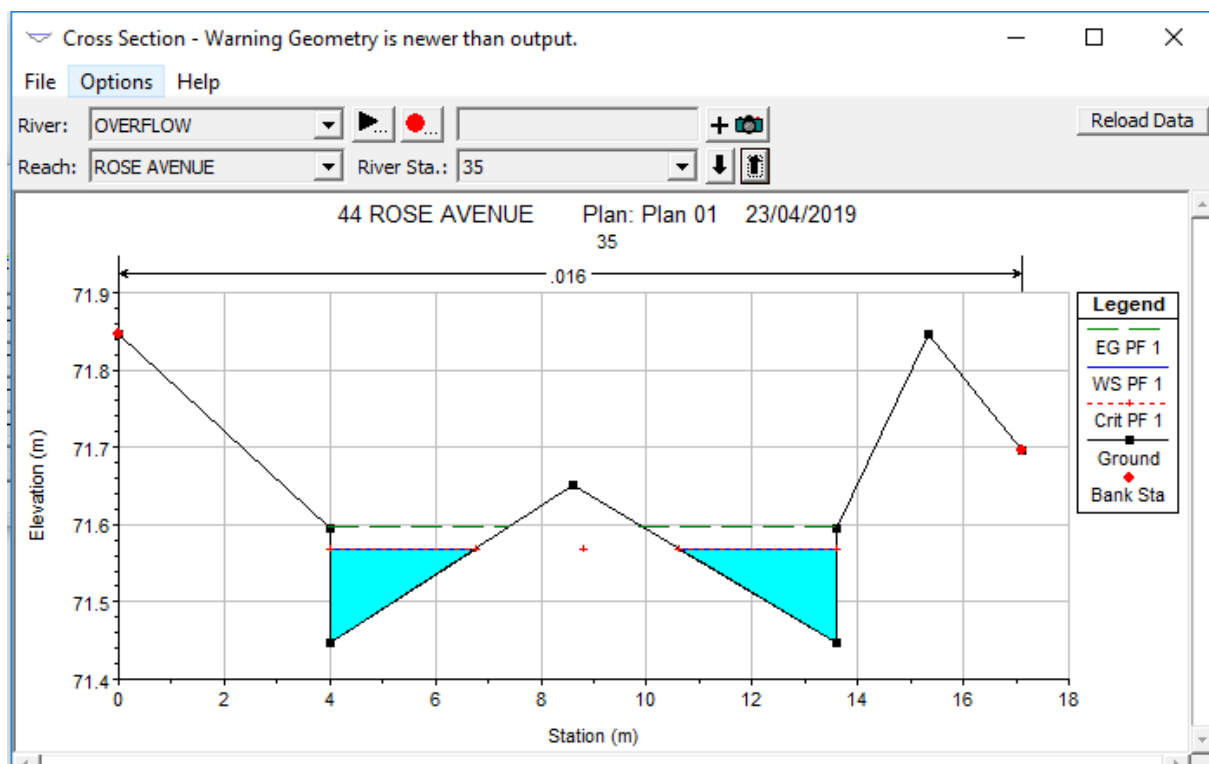 Cross Section - Warning Geometry is newer than output.
File Options Help
River: OVERFLOW ... ... + Reload Data
Reach: ROSE AVENUE River Sta.: 35
44 ROSE AVENUE Plan: Plan 01 23/04/2019
35
.016
71.9
71.8
71.7
71.6
71.5
71.4
Elevation (m)
0 2 4 6 8 10 12 14 16 18
Station (m)
Legend
EG PF 1
WS PF 1
Crit PF 1
Ground
Bank Sta